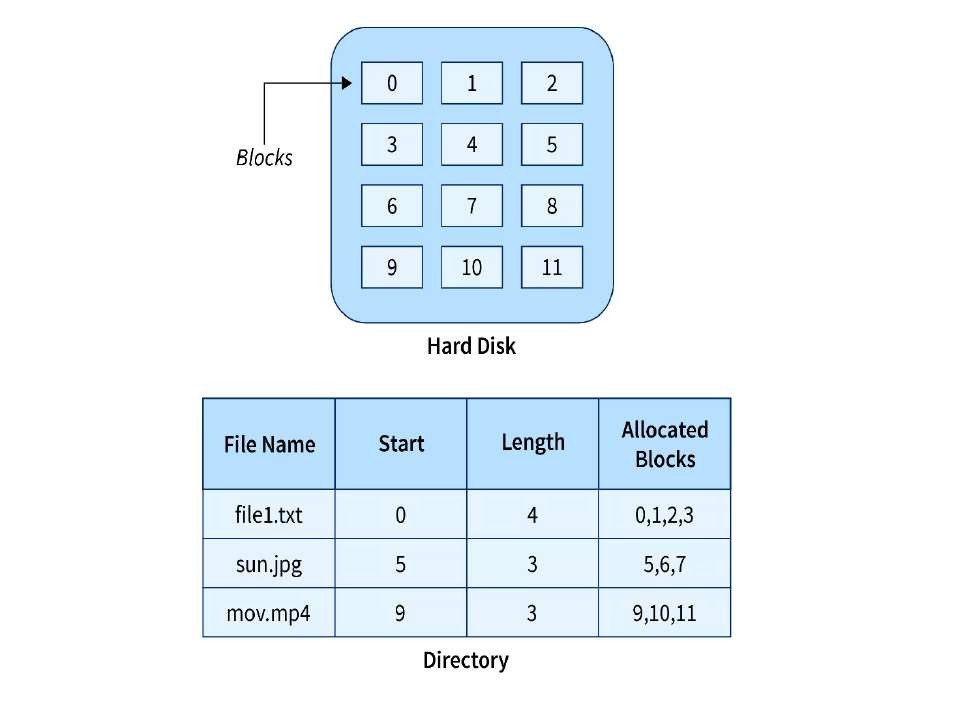 0 1 2
Blocks
3 4 5
6 7 8
9 10 11
Hard Disk
File Name Start Length Allocated Blocks
file1.txt 0 4 0,1,2,3
sun.jpg 5 3 5,6,7
mov.mp4 9 3 9,10,11
Directory